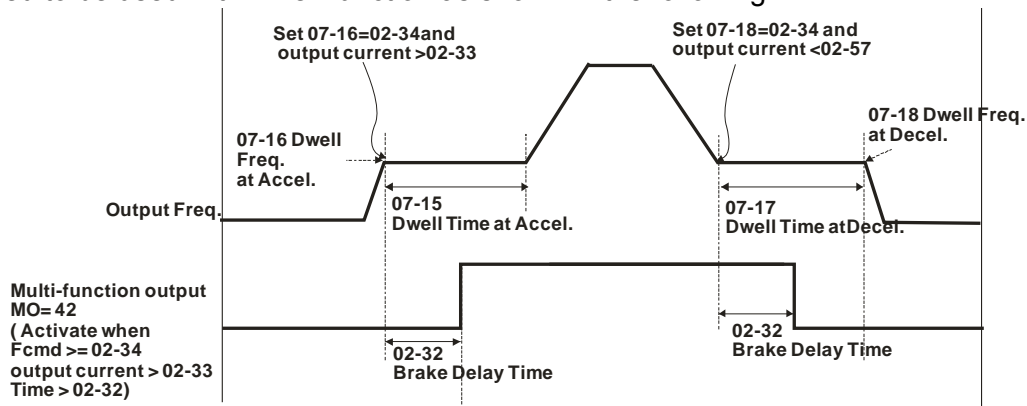 Set 07-16=02-34and
output current >02-33
Set 07-18=02-34 and
output current <02-57
07-16 Dwell
Freq.
at Accel.
07-18 Dwell Freq.
at Decel.
Output Freq.
07-15
Dwell Time at Accel.
07-17
Dwell Time atDecel.
Multi-function output
MO=42
( Activate when
Fcmd >= 02-34
output current > 02-33
Time > 02-32)
02-32
Brake Delay Time
02-32
Brake Delay Time